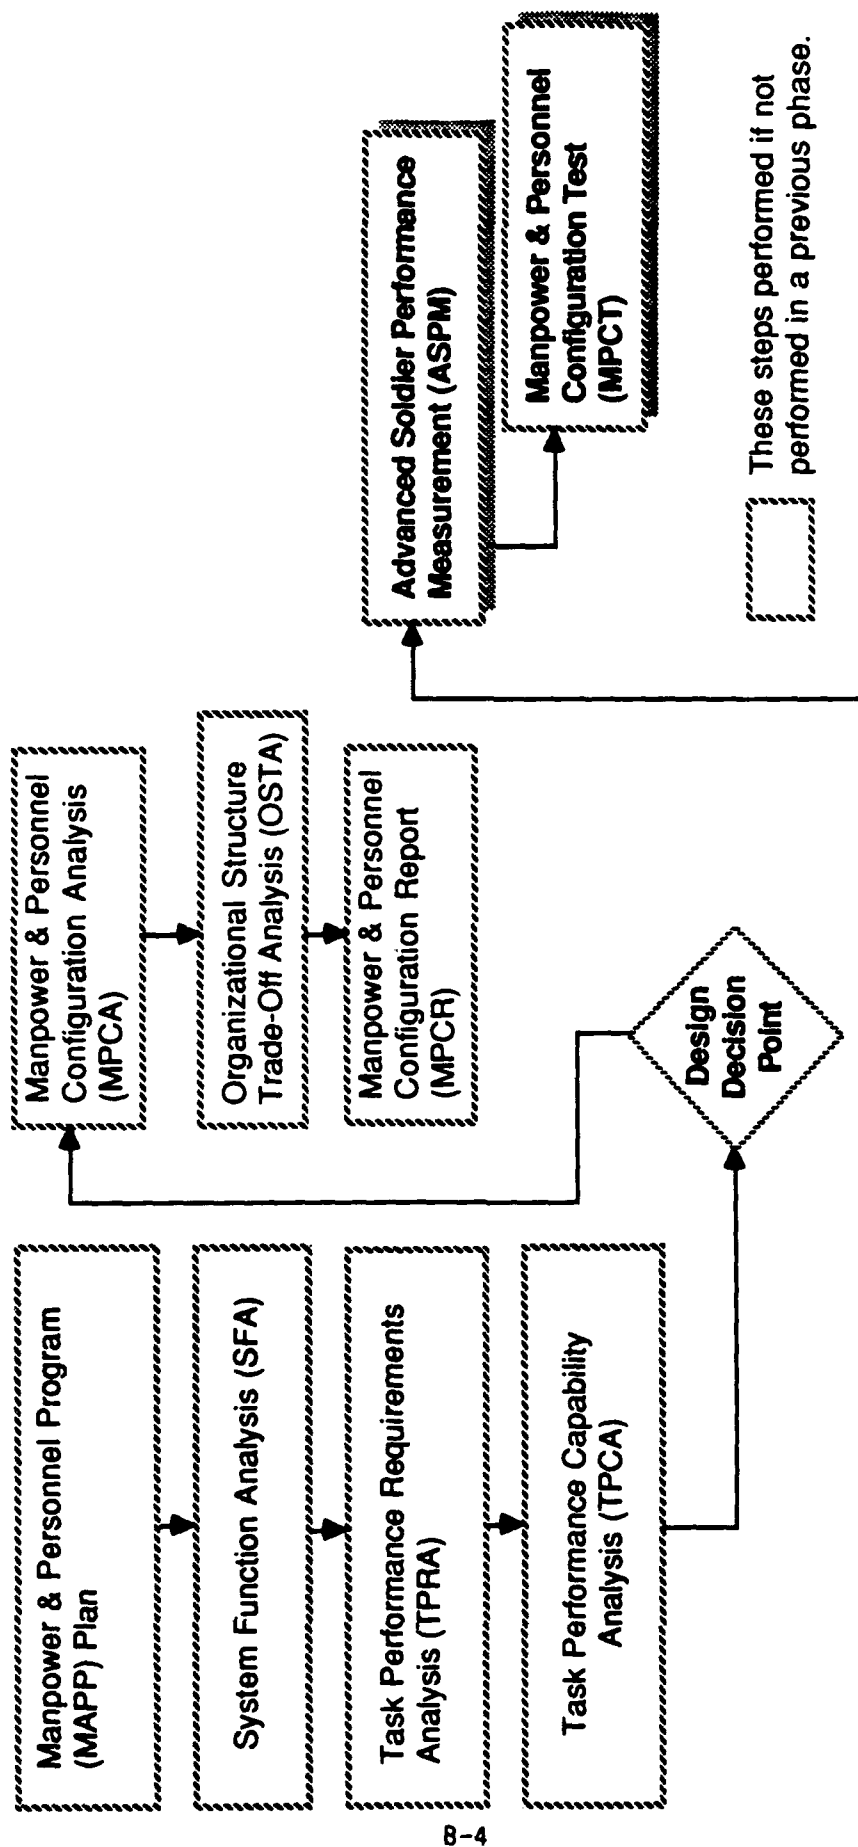 Manpower & Personnel Program
(MAPP) Plan
System Function Analysis (SFA)
Task Performance Requirements
Analysis (TPRA)
Task Performance Capability
Analysis (TPCA)
Design
Decision
Point
Manpower & Personnel
Configuration Analysis
(MPCA)
Organizational Structure
Trade-Off Analysis (OSTA)
Manpower & Personnel
Configuration Report
(MPCR)
Advanced Soldier Performance
Measurement (ASPM)
Manpower & Personnel
Configuration Test
(MPCT)
These steps performed if not
performed in a previous phase.
8-4